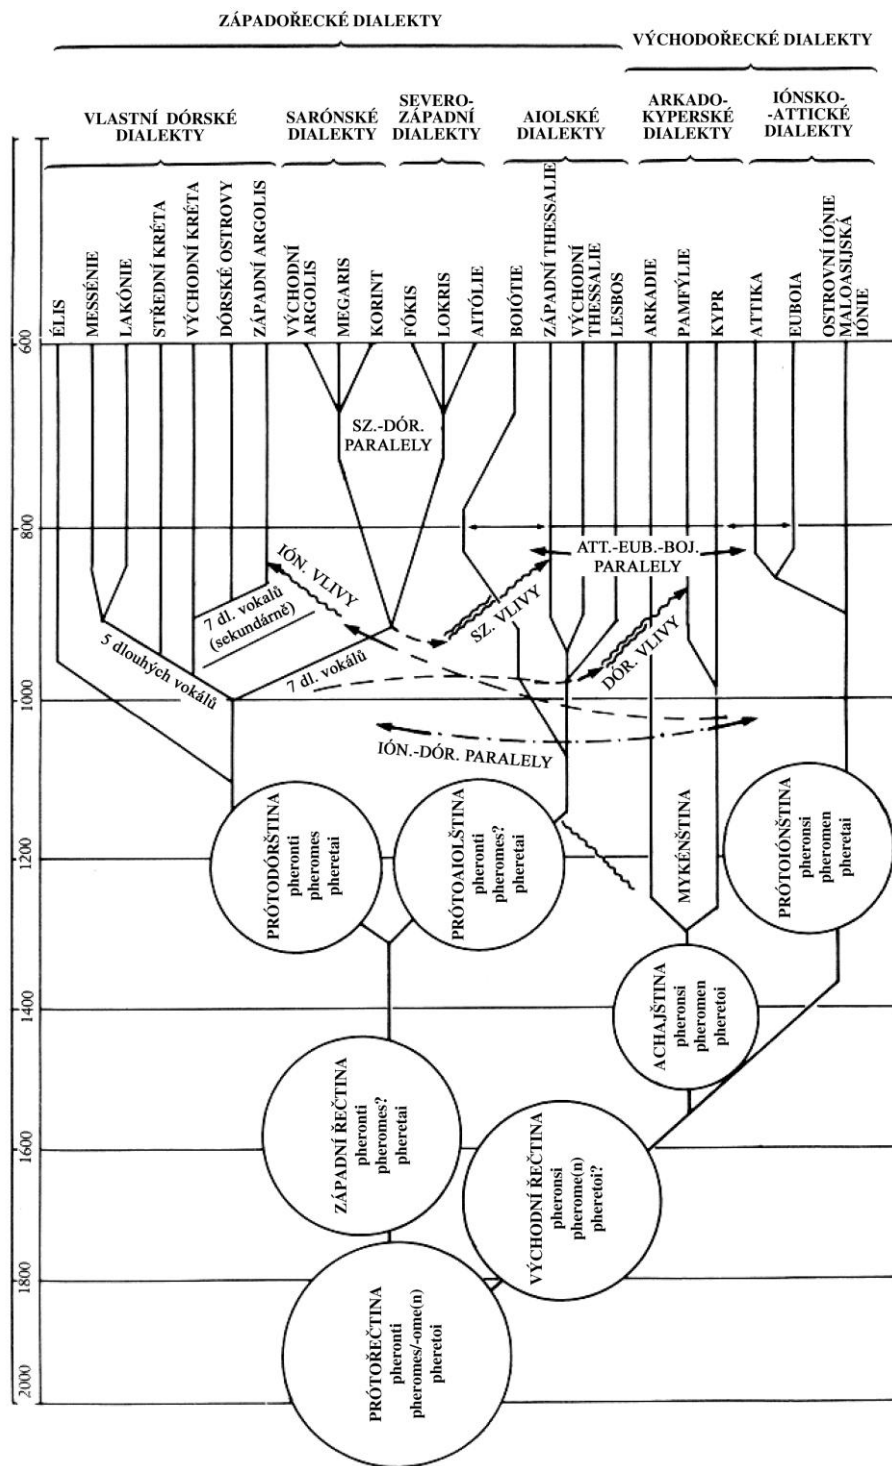 ZÁPADOŘECKÉ DIALEKTY
VÝCHODOŘECKÉ DIALEKTY
VLASTNÍ DÓRSKÉ
DIALEKTY
SARÓNSKÉ
DIALEKTY
SEVERO-
ZÁPADNÍ
DIALEKTY
AIOLSKÉ
DIALEKTY
ARKADO-
KYPERSKÉ
DIALEKTY
IÓNSKO-
-ATTICKÉ
DIALEKTY
ÉLIS
MESSÉNIE
LAKÓNIE
STŘEDNÍ KRÉTA
VÝCHODNÍ KRÉTA
DÓRSKÉ OSTROVY
ZÁPADNÍ ARGOLIS
VÝCHODNÍ
ARGOLIS
MEGARIS
KORINT
FÓKIS
LOKRIS
AITÓLIE
BOIÓTIE
ZÁPADNÍ THESSALIE
VÝCHODNÍ
THESSALIE
LESBOS
ARKADIE
PAMFÝLIE
KYPR
ATTIKA
EUBOIA
OSTROVNÍ IÓNIE
MALOASIJSKÁ
IÓNIE
600
SZ.-DÓR.
PARALELY
800
IÓN. VLIVY
ATT.-EUB.-BOJ.
PARALELY
7 dl. vokalů
(sekundárně)
SZ. VLIVY
5 dlouhých vokálů
7 dl. vokálů
DÓR. VLIVY
1000
IÓN.-DÓR. PARALELY
PRÓTODÓRŠTINA
pheronti
pheromes
pheretai
PRÓTOAIOLŠTINA
pheronti
pheromes?
pheretai
MYKÉNŠTINA
PRÓTOIÓNŠTINA
pheronsi
pheromen
pheretai
1200
ACHAJŠTINA
pheronsi
pheromen
pheretoi
1400
ZÁPADNÍ ŘEČTINA
pheronti
pheromes?
pheretai
1600
VÝCHODNÍ ŘEČTINA
pheronsi
pherome(n)
pheretoi?
1800
PRÓTOŘEČTINA
pheronti
pheromes/-ome(n)
pheretoi
2000